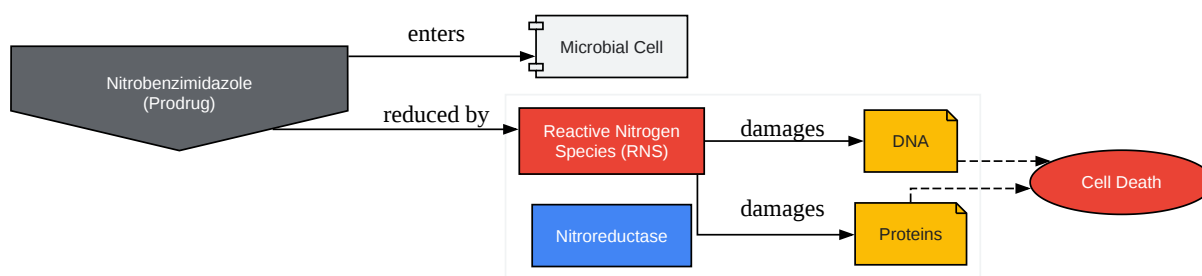 enters
Microbial Cell
Nitrobenzimidazole
(Prodrug)
reduced by
Reactive Nitrogen
Species (RNS)
damages
DNA
Cell Death
damages
Nitroreductase
Proteins